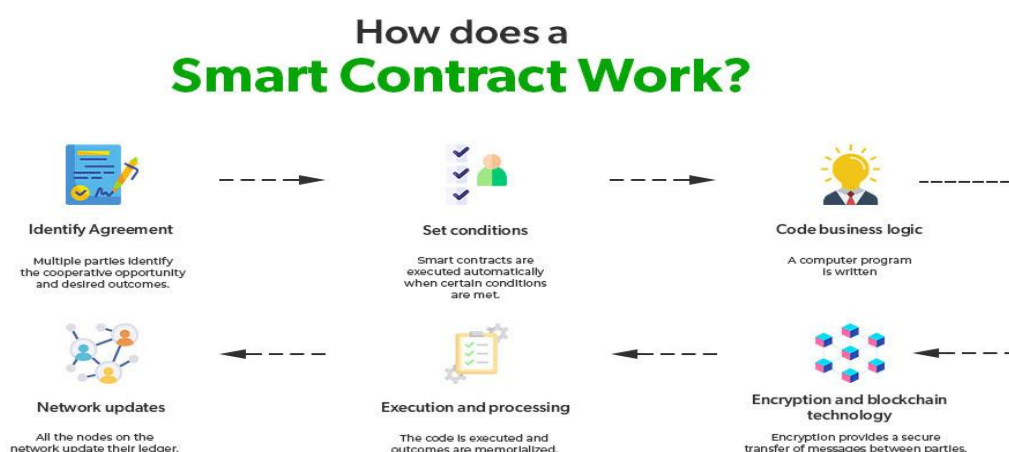 How does a
Smart Contract Work?
Identify Agreement
Multiple parties identify
the cooperative opportunity
and desired outcomes.
Set conditions
Smart contracts are
executed automatically
when certain conditions
are met.
Code business logic
A computer program
is written
Network updates
All the nodes on the
network update their ledger.
Execution and processing
The code is executed and
outcomes are memorialized.
Encryption and blockchain
technology
Encryption provides a secure
transfer of messages between parties.